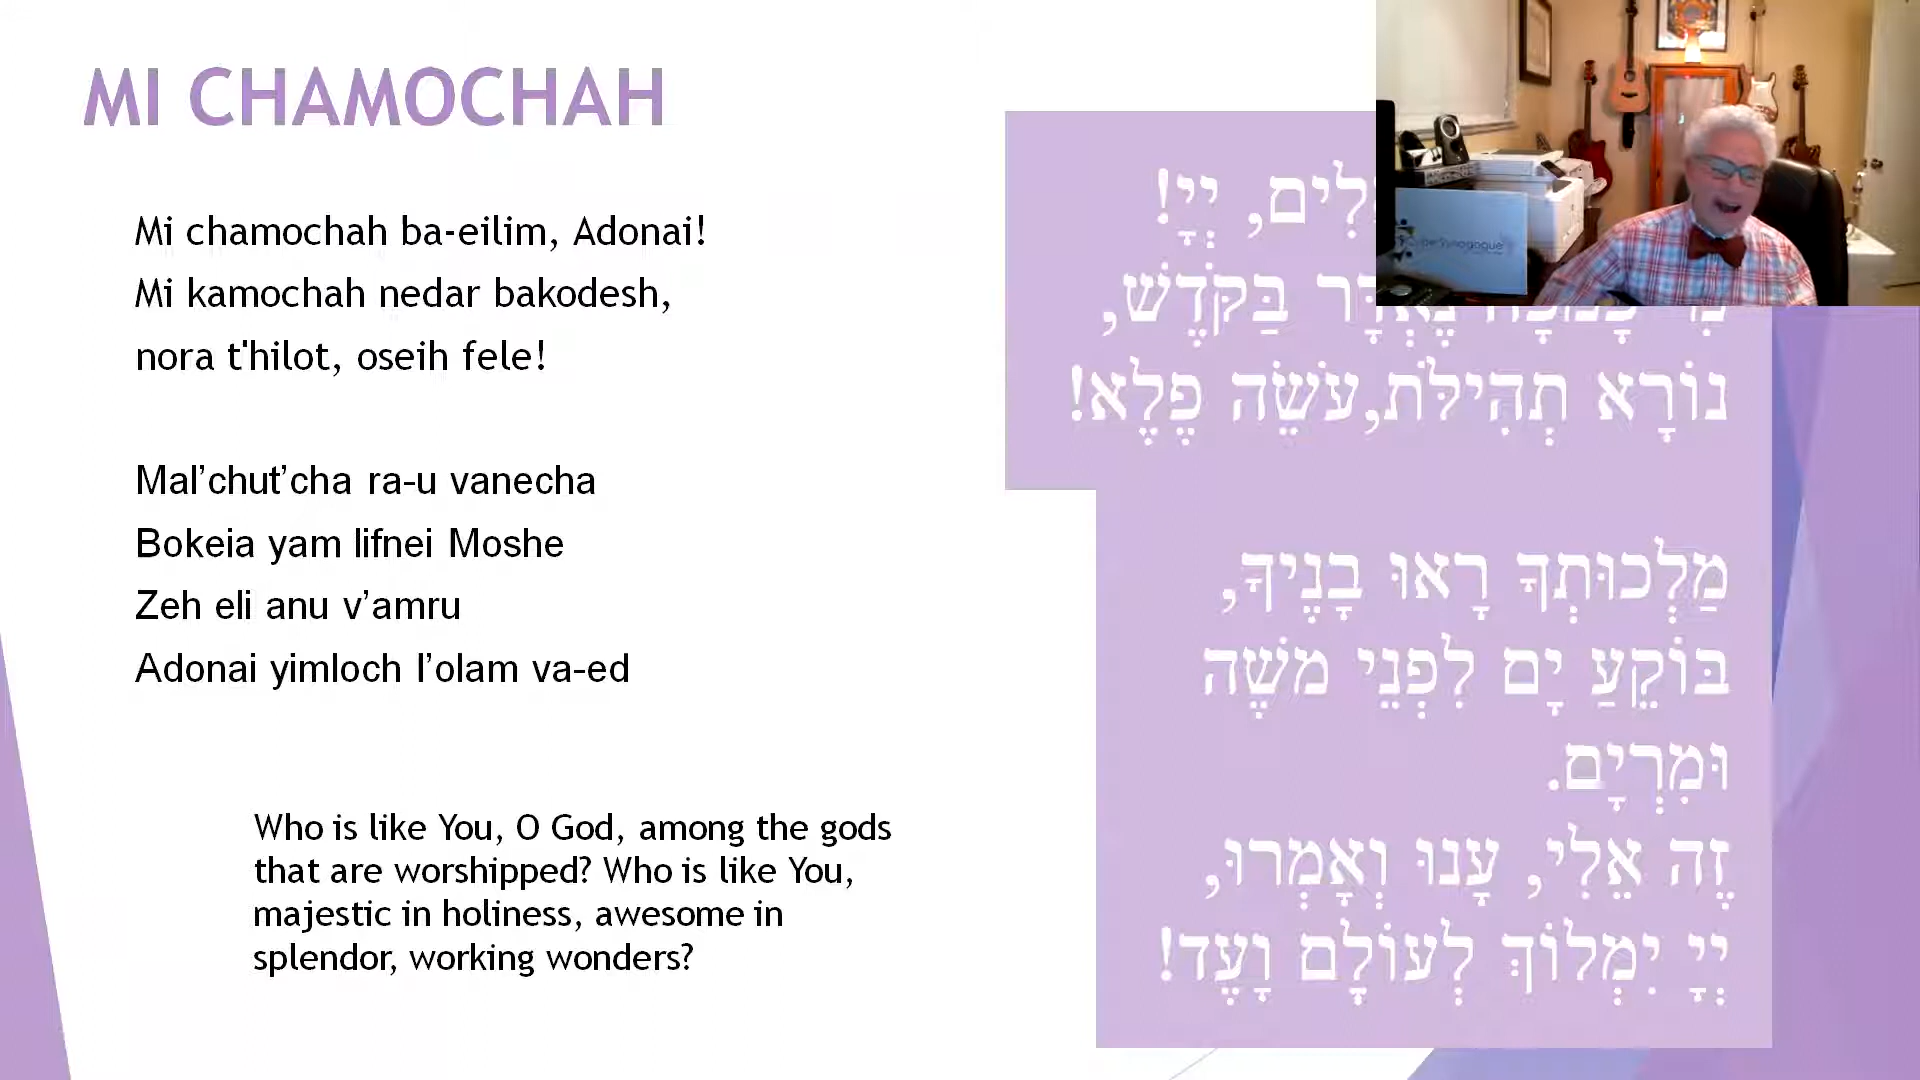 MI CHAMOCHAH
Mi chamochah ba-eilim, Adonai!
Mi kamochah nedar bakodesh,
nora t'hilot, oseih fele!
Mal’chut’cha ra-u vanecha
Bokeia yam lifnei Moshe
Zeh eli anu v’amru
Adonai yimloch l’olam va-ed
Who is like You, O God, among the gods
that are worshipped? Who is like You,
majestic in holiness, awesome in
splendor, working wonders?
יְיָ!
מִי כָּמֹכָה נֶאְדָּר בַּקֹּדֶשׁ,
נוֹרָא תְהִילֹּת,עֹשֵׂה פֶלֶא!
מַלְכוּתְךָ רָאוּ בָנֶיךָ,
בּוֹקֵעַ יָם לִפְנֵי משֶׁה
וּמִרְיָם.
זֶה אֵלִי, עָנוּ וְאָמְרוּ,
יְיָ יִמְלוֹךְ לְעוֹלָם וָעֶד!
CyberSynagogue